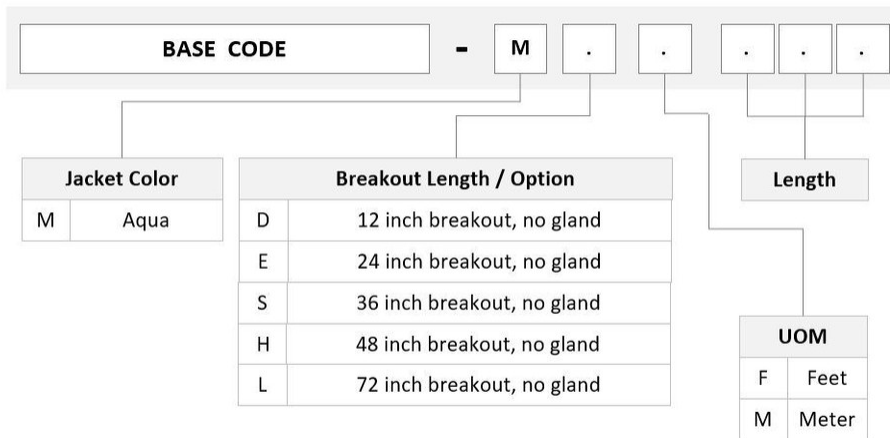 BASE CODE - M . . . . .
Jacket Color
M Aqua
Breakout Length / Option
D 12 inch breakout, no gland
E 24 inch breakout, no gland
S 36 inch breakout, no gland
H 48 inch breakout, no gland
L 72 inch breakout, no gland
Length
UOM
F Feet
M Meter